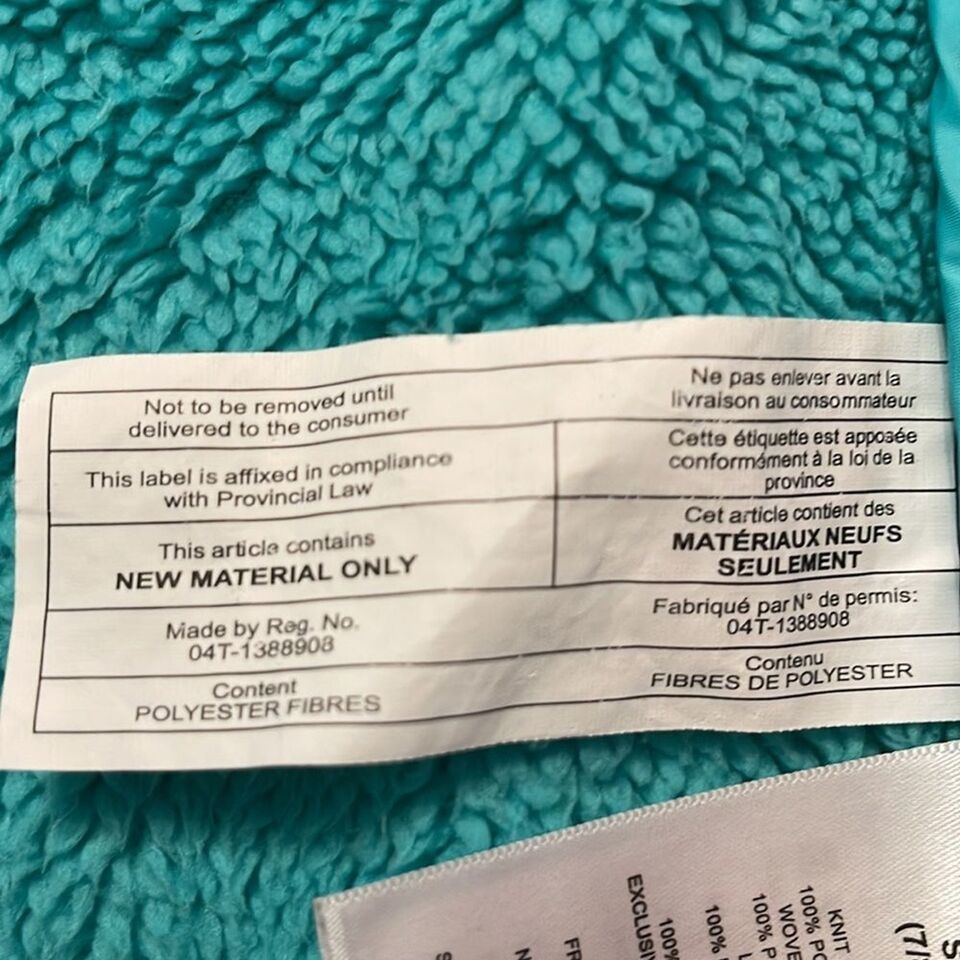 Not to be removed until
delivered to the consumer
Ne pas enlever avant la
livraison au consommateur
This label is affixed in compliance
with Provincial Law
Cette étiquette est apposée
conformément à la loi de la
province
This article contains
NEW MATERIAL ONLY
Cet article contient des
MATÉRIAUX NEUFS
SEULEMENT
Made by Reg. No.
04T-1388908
Fabriqué par N° de permis:
04T-1388908
Content
POLYESTER FIBRES
Contenu
FIBRES DE POLYESTER
KNIT
100%
100%
100%
100%